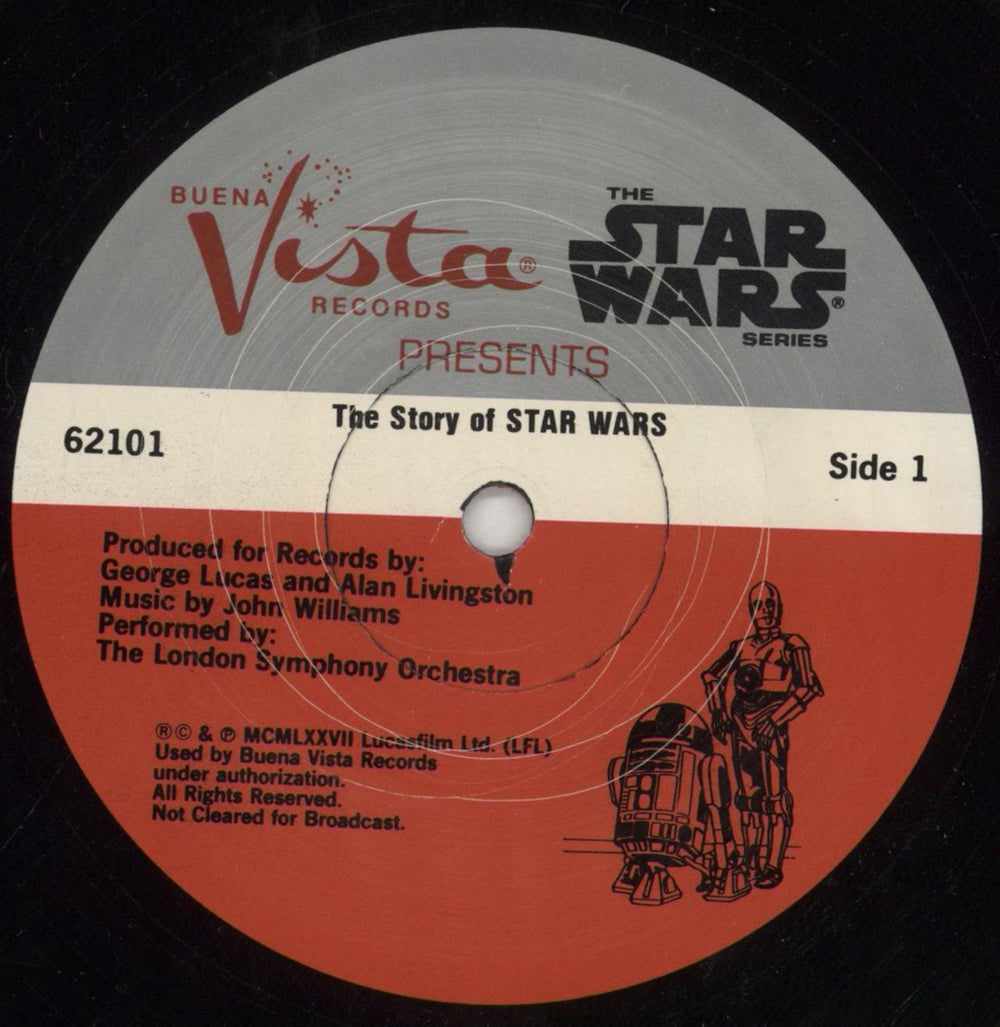 BUENA
Vista®
RECORDS
THE
STAR
WARS®
SERIES
PRESENTS
The Story of STAR WARS
62101
Side 1
Produced for Records by:
George Lucas and Alan Livingston
Music by John Williams
Performed by:
The London Symphony Orchestra
®© & ℗ MCMLXXVII Lucasfilm Ltd. (LFL)
Used by Buena Vista Records
under authorization.
All Rights Reserved.
Not Cleared for Broadcast.